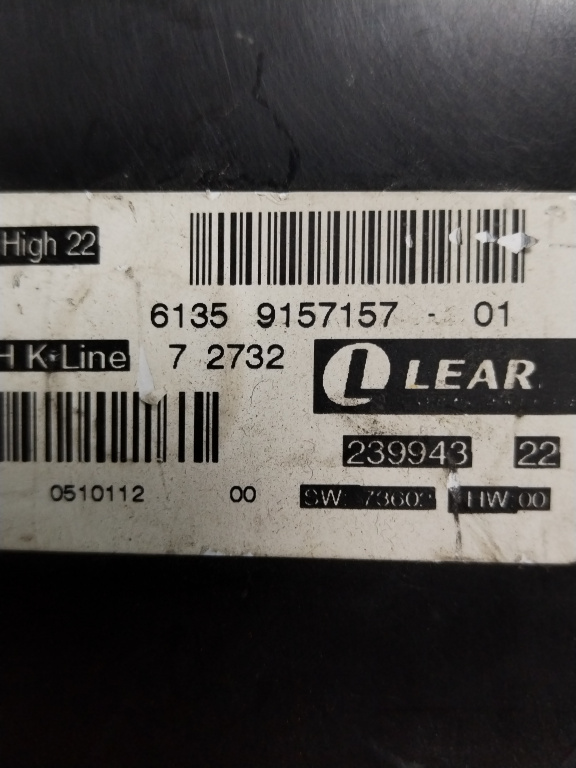 High 22
6135 9157157 - 01
H K-Line 7 2732
LEAR
239943 22
0510112 00
SW: HW:00